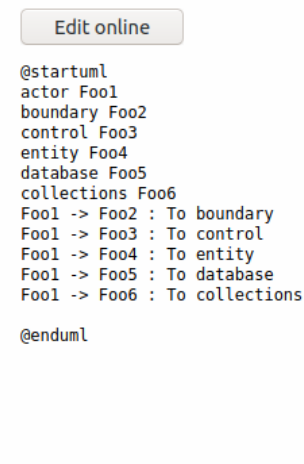 Edit online
@startuml
actor Foo1
boundary Foo2
control Foo3
entity Foo4
database Foo5
collections Foo6
Foo1 -> Foo2 : To boundary
Foo1 -> Foo3 : To control
Foo1 -> Foo4 : To entity
Foo1 -> Foo5 : To database
Foo1 -> Foo6 : To collections
@enduml